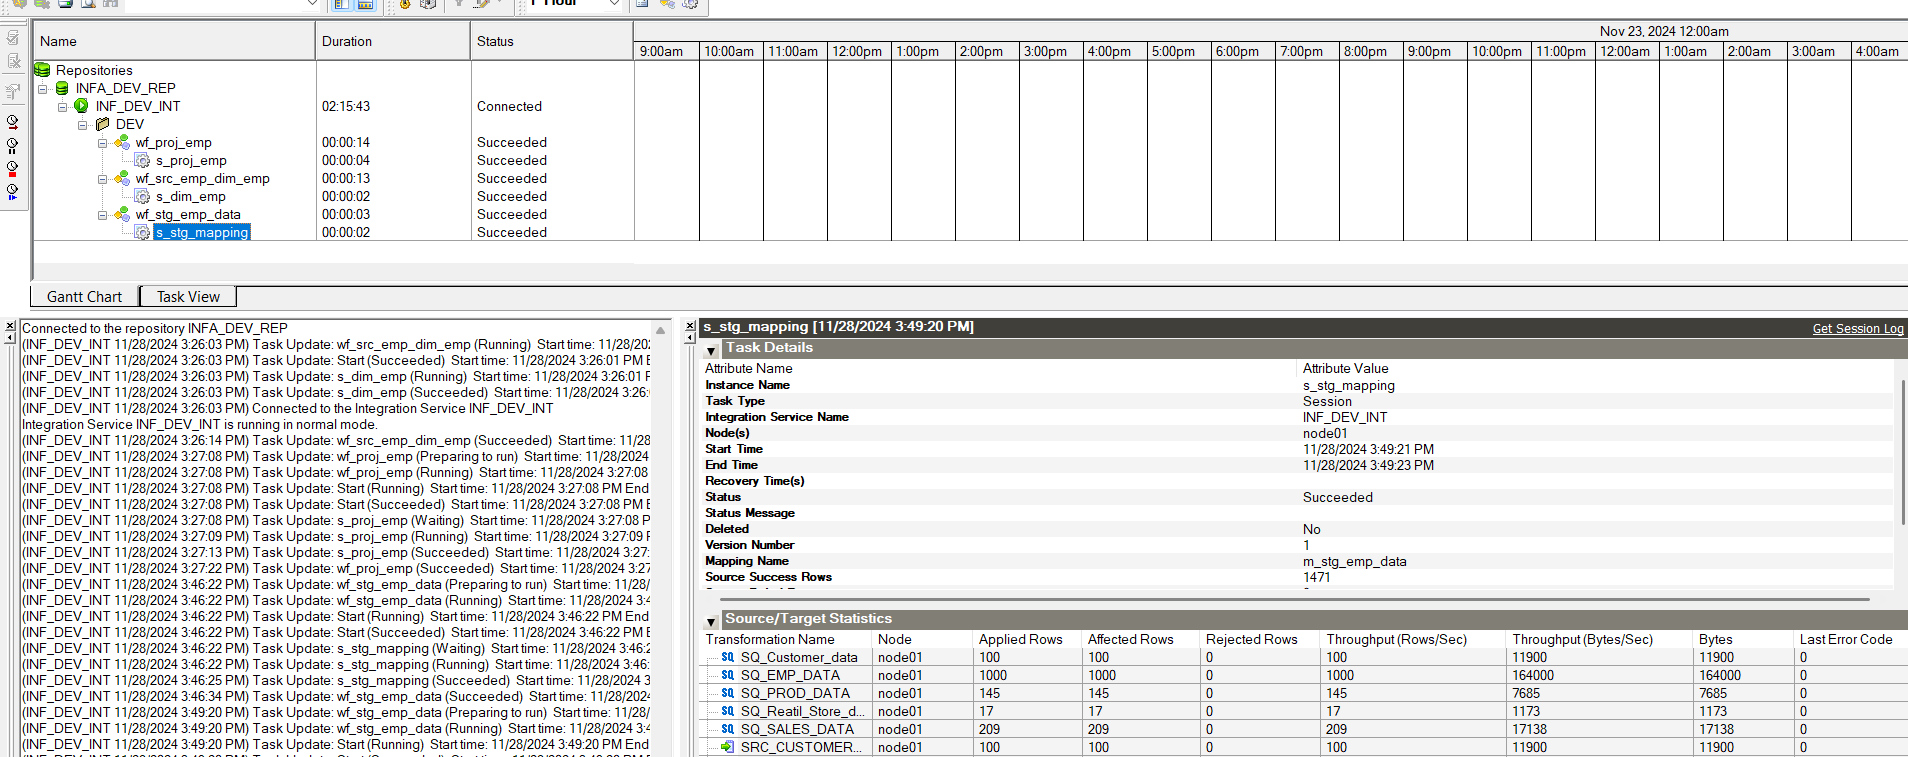 1 Hour
Nov 23, 2024 12:00am
Name Duration Status
9:00am 10:00am 11:00am 12:00pm 1:00pm 2:00pm 3:00pm 4:00pm 5:00pm 6:00pm 7:00pm 8:00pm 9:00pm 10:00pm 11:00pm 12:00am 1:00am 2:00am 3:00am 4:00am
Repositories
INFA_DEV_REP
INF_DEV_INT 02:15:43 Connected
DEV
wf_proj_emp 00:00:14 Succeeded
s_proj_emp 00:00:04 Succeeded
wf_src_emp_dim_emp 00:00:13 Succeeded
s_dim_emp 00:00:02 Succeeded
wf_stg_emp_data 00:00:03 Succeeded
s_stg_mapping 00:00:02 Succeeded
Gantt Chart Task View
Connected to the repository INFA_DEV_REP
(INF_DEV_INT 11/28/2024 3:26:03 PM) Task Update: wf_src_emp_dim_emp (Running) Start time: 11/28/202
(INF_DEV_INT 11/28/2024 3:26:03 PM) Task Update: Start (Succeeded) Start time: 11/28/2024 3:26:01 PM E
(INF_DEV_INT 11/28/2024 3:26:03 PM) Task Update: s_dim_emp (Running) Start time: 11/28/2024 3:26:01 F
(INF_DEV_INT 11/28/2024 3:26:03 PM) Task Update: s_dim_emp (Succeeded) Start time: 11/28/2024 3:26:
(INF_DEV_INT 11/28/2024 3:26:03 PM) Connected to the Integration Service INF_DEV_INT
Integration Service INF_DEV_INT is running in normal mode.
(INF_DEV_INT 11/28/2024 3:26:14 PM) Task Update: wf_src_emp_dim_emp (Succeeded) Start time: 11/28
(INF_DEV_INT 11/28/2024 3:27:08 PM) Task Update: wf_proj_emp (Preparing to run) Start time: 11/28/2024
(INF_DEV_INT 11/28/2024 3:27:08 PM) Task Update: wf_proj_emp (Running) Start time: 11/28/2024 3:27:08
(INF_DEV_INT 11/28/2024 3:27:08 PM) Task Update: Start (Running) Start time: 11/28/2024 3:27:08 PM End
(INF_DEV_INT 11/28/2024 3:27:08 PM) Task Update: Start (Succeeded) Start time: 11/28/2024 3:27:08 PM E
(INF_DEV_INT 11/28/2024 3:27:08 PM) Task Update: s_proj_emp (Waiting) Start time: 11/28/2024 3:27:08 P
(INF_DEV_INT 11/28/2024 3:27:09 PM) Task Update: s_proj_emp (Running) Start time: 11/28/2024 3:27:09 F
(INF_DEV_INT 11/28/2024 3:27:13 PM) Task Update: s_proj_emp (Succeeded) Start time: 11/28/2024 3:27:
(INF_DEV_INT 11/28/2024 3:27:22 PM) Task Update: wf_proj_emp (Succeeded) Start time: 11/28/2024 3:27
(INF_DEV_INT 11/28/2024 3:46:22 PM) Task Update: wf_stg_emp_data (Preparing to run) Start time: 11/28/
(INF_DEV_INT 11/28/2024 3:46:22 PM) Task Update: wf_stg_emp_data (Running) Start time: 11/28/2024 3:4
(INF_DEV_INT 11/28/2024 3:46:22 PM) Task Update: Start (Running) Start time: 11/28/2024 3:46:22 PM End
(INF_DEV_INT 11/28/2024 3:46:22 PM) Task Update: Start (Succeeded) Start time: 11/28/2024 3:46:22 PM E
(INF_DEV_INT 11/28/2024 3:46:22 PM) Task Update: s_stg_mapping (Waiting) Start time: 11/28/2024 3:46:2
(INF_DEV_INT 11/28/2024 3:46:22 PM) Task Update: s_stg_mapping (Running) Start time: 11/28/2024 3:46:
(INF_DEV_INT 11/28/2024 3:46:25 PM) Task Update: s_stg_mapping (Succeeded) Start time: 11/28/2024 3
(INF_DEV_INT 11/28/2024 3:46:34 PM) Task Update: wf_stg_emp_data (Succeeded) Start time: 11/28/2024
(INF_DEV_INT 11/28/2024 3:49:20 PM) Task Update: wf_stg_emp_data (Preparing to run) Start time: 11/28/
(INF_DEV_INT 11/28/2024 3:49:20 PM) Task Update: wf_stg_emp_data (Running) Start time: 11/28/2024 3:4
(INF_DEV_INT 11/28/2024 3:49:20 PM) Task Update: Start (Running) Start time: 11/28/2024 3:49:20 PM End
s_stg_mapping [11/28/2024 3:49:20 PM] Get Session Log
Task Details
Attribute Name Attribute Value
Instance Name s_stg_mapping
Task Type Session
Integration Service Name INF_DEV_INT
Node(s) node01
Start Time 11/28/2024 3:49:21 PM
End Time 11/28/2024 3:49:23 PM
Recovery Time(s)
Status Succeeded
Status Message
Deleted No
Version Number 1
Mapping Name m_stg_emp_data
Source Success Rows 1471
Source/Target Statistics
Transformation Name Node Applied Rows Affected Rows Rejected Rows Throughput (Rows/Sec) Throughput (Bytes/Sec) Bytes Last Error Code
SQ SQ_Customer_data node01 100 100 0 100 11900 11900 0
SQ SQ_EMP_DATA node01 1000 1000 0 1000 164000 164000 0
SQ SQ_PROD_DATA node01 145 145 0 145 7685 7685 0
SQ SQ_Reatil_Store_d... node01 17 17 0 17 1173 1173 0
SQ SQ_SALES_DATA node01 209 209 0 209 17138 17138 0
SRC_CUSTOMER... node01 100 100 0 100 11900 11900 0